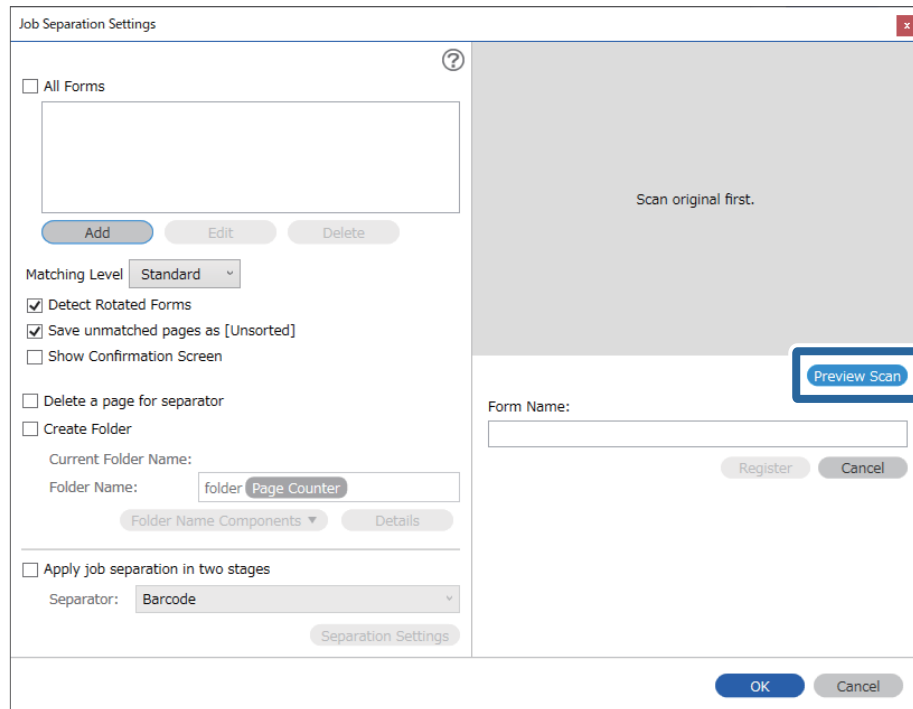 Job Separation Settings
x
?
All Forms
Add Edit Delete
Matching Level Standard
Detect Rotated Forms
Save unmatched pages as [Unsorted]
Show Confirmation Screen
Delete a page for separator
Create Folder
Current Folder Name:
Folder Name: folder Page Counter
Folder Name Components Details
Apply job separation in two stages
Separator: Barcode
Separation Settings
Scan original first.
Preview Scan
Form Name:
Register Cancel
OK Cancel